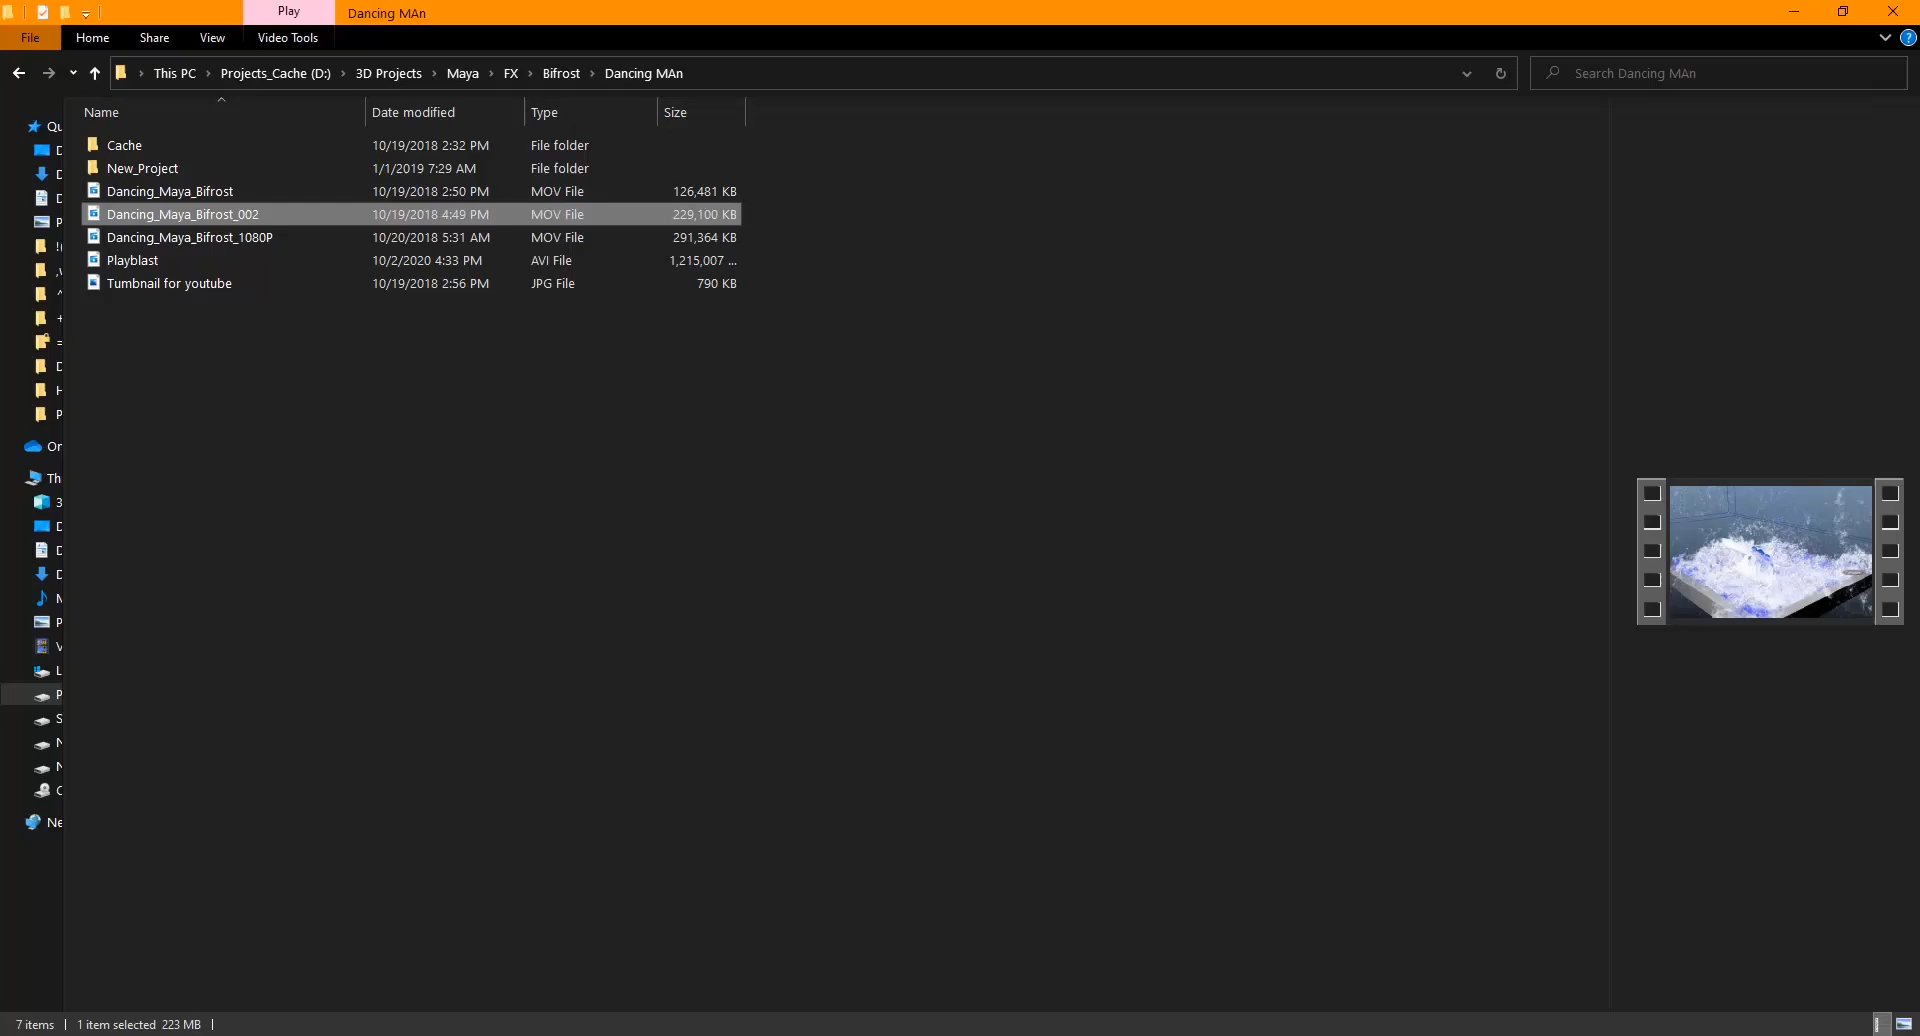 Play
Dancing MAn
File Home Share View Video Tools
This PC Projects_Cache (D:) 3D Projects Maya FX Bifrost Dancing MAn
Search Dancing MAn
Name Date modified Type Size
Cache 10/19/2018 2:32 PM File folder
New_Project 1/1/2019 7:29 AM File folder
Dancing_Maya_Bifrost 10/19/2018 2:50 PM MOV File 126,481 KB
Dancing_Maya_Bifrost_002 10/19/2018 4:49 PM MOV File 229,100 KB
Dancing_Maya_Bifrost_1080P 10/20/2018 5:31 AM MOV File 291,364 KB
Playblast 10/2/2020 4:33 PM AVI File 1,215,007 ...
Tumbnail for youtube 10/19/2018 2:56 PM JPG File 790 KB
7 items 1 item selected 223 MB